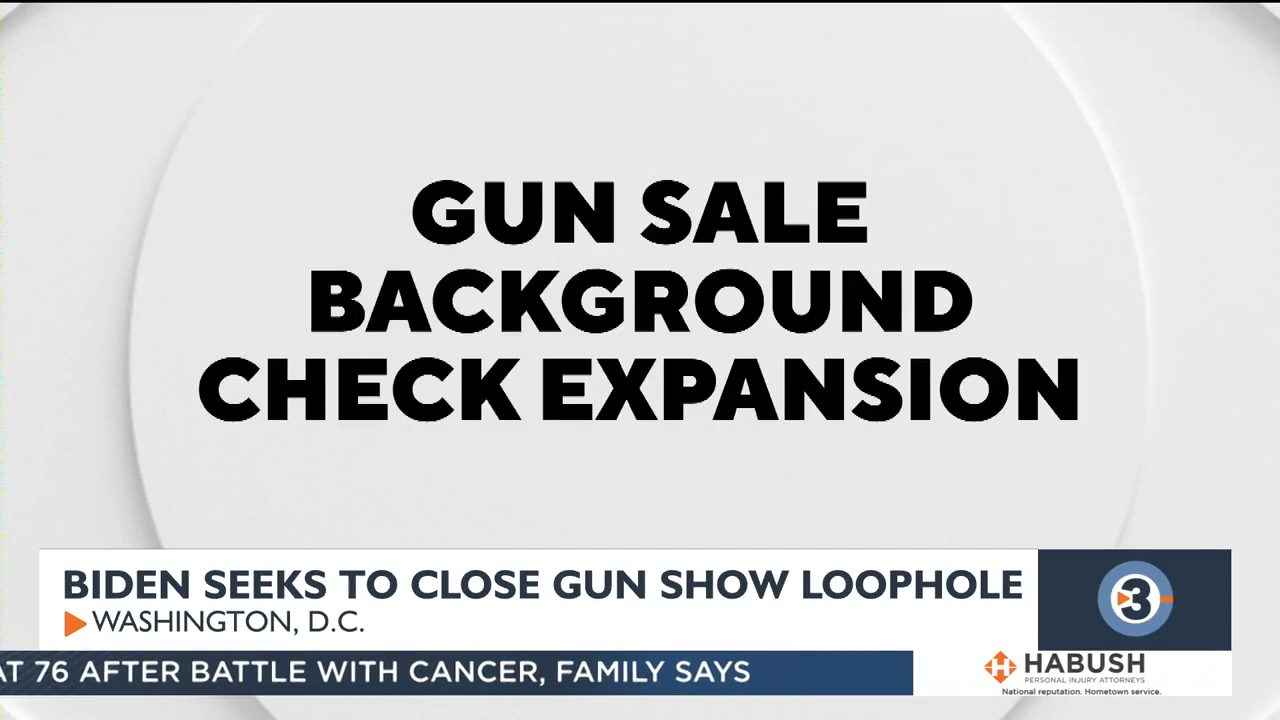 GUN SALE
BACKGROUND
CHECK EXPANSION
BIDEN SEEKS TO CLOSE GUN SHOW LOOPHOLE
WASHINGTON, D.C.
3
AT 76 AFTER BATTLE WITH CANCER, FAMILY SAYS
HABUSH
PERSONAL INJURY ATTORNEYS
National reputation. Hometown service.